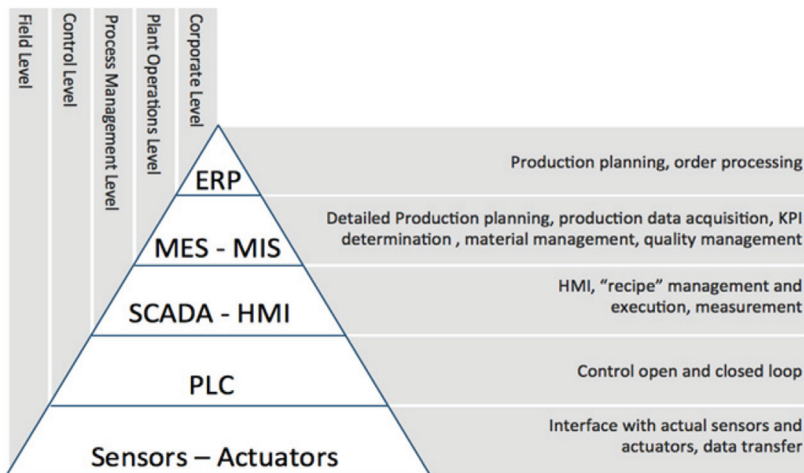 Field Level
Control Level
Process Management Level
Plant Operations Level
Corporate Level
ERP
Production planning, order processing
MES - MIS
Detailed Production planning, production data acquisition, KPI
determination , material management, quality management
SCADA - HMI
HMI, “recipe” management and
execution, measurement
PLC
Control open and closed loop
Sensors – Actuators
Interface with actual sensors and
actuators, data transfer